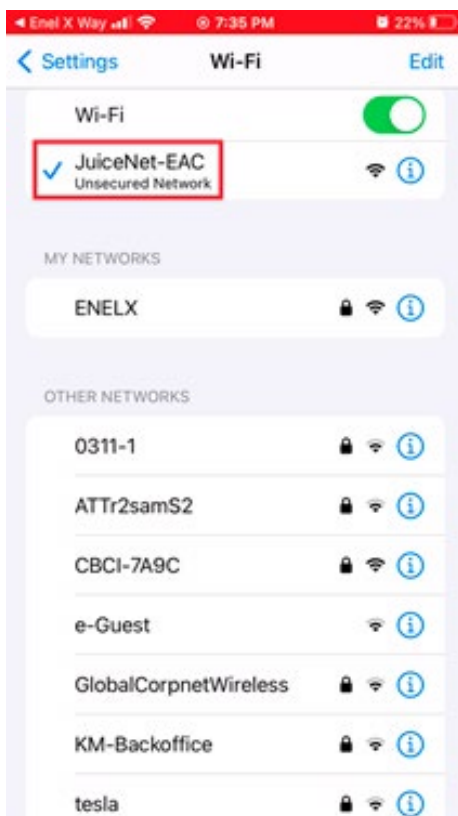 Enel X Way 7:35 PM 22%
Settings Wi-Fi Edit
Wi-Fi
JuiceNet-EAC
Unsecured Network
MY NETWORKS
ENELX
OTHER NETWORKS
0311-1
ATTr2samS2
CBCI-7A9C
e-Guest
GlobalCorpnetWireless
KM-Backoffice
tesla